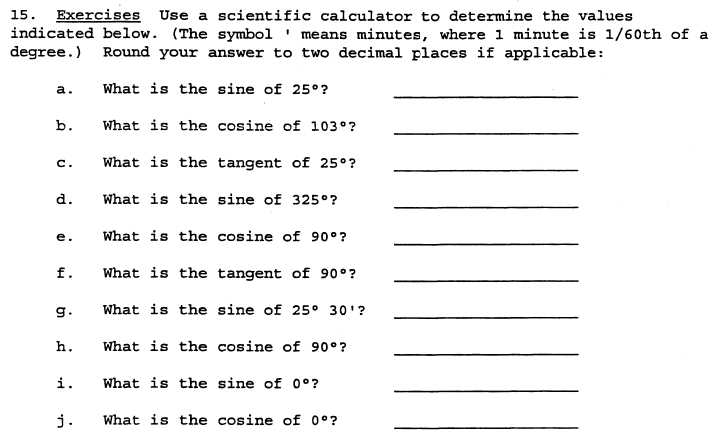 15. Exercises Use a scientific calculator to determine the values
indicated below. (The symbol ' means minutes, where 1 minute is 1/60th of a
degree.) Round your answer to two decimal places if applicable:
a. What is the sine of 25°?
b. What is the cosine of 103°?
c. What is the tangent of 25°?
d. What is the sine of 325°?
e. What is the cosine of 90°?
f. What is the tangent of 90°?
g. What is the sine of 25° 30'?
h. What is the cosine of 90°?
i. What is the sine of 0°?
j. What is the cosine of 0°?